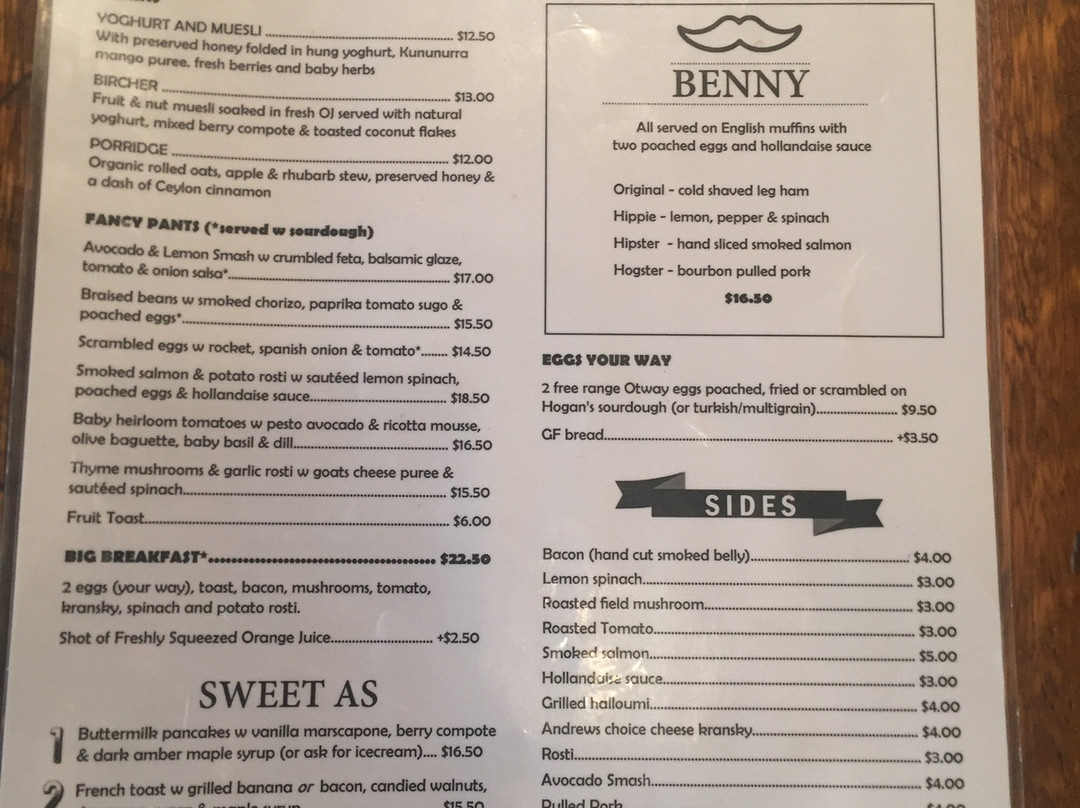 YOGHURT AND MUESLI ........ $12.50
With preserved honey folded in hung yoghurt, Kununurra
mango puree, fresh berries and baby herbs
BIRCHER ........ $13.00
Fruit & nut muesli soaked in fresh OJ served with natural
yoghurt, mixed berry compote & toasted coconut flakes
PORRIDGE ........ $12.00
Organic rolled oats, apple & rhubarb stew, preserved honey &
a dash of Ceylon cinnamon
FANCY PANTS (*served w sourdough)
Avocado & Lemon Smash w crumbled feta, balsamic glaze,
tomato & onion salsa*........ $17.00
Braised beans w smoked chorizo, paprika tomato sugo &
poached eggs*........ $15.50
Scrambled eggs w rocket, spanish onion & tomato*........ $14.50
Smoked salmon & potato rosti w sautéed lemon spinach,
poached eggs & hollandaise sauce........ $18.50
Baby heirloom tomatoes w pesto avocado & ricotta mousse,
olive baguette, baby basil & dill........ $16.50
Thyme mushrooms & garlic rosti w goats cheese puree &
sautéed spinach........ $15.50
Fruit Toast........ $6.00
BIG BREAKFAST*........ $22.50
2 eggs (your way), toast, bacon, mushrooms, tomato,
kransky, spinach and potato rosti.
Shot of Freshly Squeezed Orange Juice........ +$2.50
SWEET AS
1 Buttermilk pancakes w vanilla marscapone, berry compote
& dark amber maple syrup (or ask for icecream).... $16.50
2 French toast w grilled banana or bacon, candied walnuts,
& maple syrup $15.50
BENNY
All served on English muffins with
two poached eggs and hollandaise sauce
Original - cold shaved leg ham
Hippie - lemon, pepper & spinach
Hipster - hand sliced smoked salmon
Hogster - bourbon pulled pork
$16.50
EGGS YOUR WAY
2 free range Otway eggs poached, fried or scrambled on
Hogan's sourdough (or turkish/multigrain)........ $9.50
GF bread........ +$3.50
SIDES
Bacon (hand cut smoked belly)........ $4.00
Lemon spinach........ $3.00
Roasted field mushroom........ $3.00
Roasted Tomato........ $3.00
Smoked salmon........ $5.00
Hollandaise sauce........ $3.00
Grilled halloumi........ $4.00
Andrews choice cheese kransky........ $4.00
Rosti........ $3.00
Avocado Smash........ $4.00
Pulled Pork........ $4.00